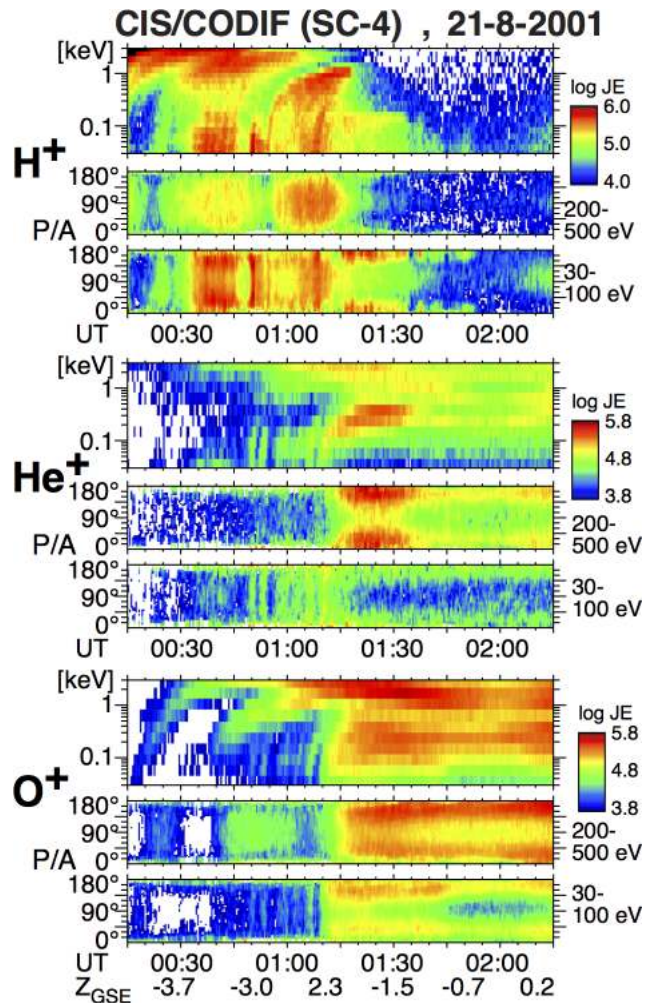 CIS/CODIF (SC-4) , 21-8-2001
[keV]
1
0.1
log JE
6.0
5.0
4.0
H+
180°
90°
0°
P/A
200-
500 eV
180°
90°
0°
30-
100 eV
UT 00:30 01:00 01:30 02:00
[keV]
1
0.1
log JE
5.8
4.8
3.8
He+
180°
90°
0°
P/A
200-
500 eV
180°
90°
0°
30-
100 eV
UT 00:30 01:00 01:30 02:00
[keV]
1
0.1
log JE
5.8
4.8
3.8
O+
180°
90°
0°
P/A
200-
500 eV
180°
90°
0°
30-
100 eV
UT 00:30 01:00 01:30 02:00
ZGSE -3.7 -3.0 2.3 -1.5 -0.7 0.2